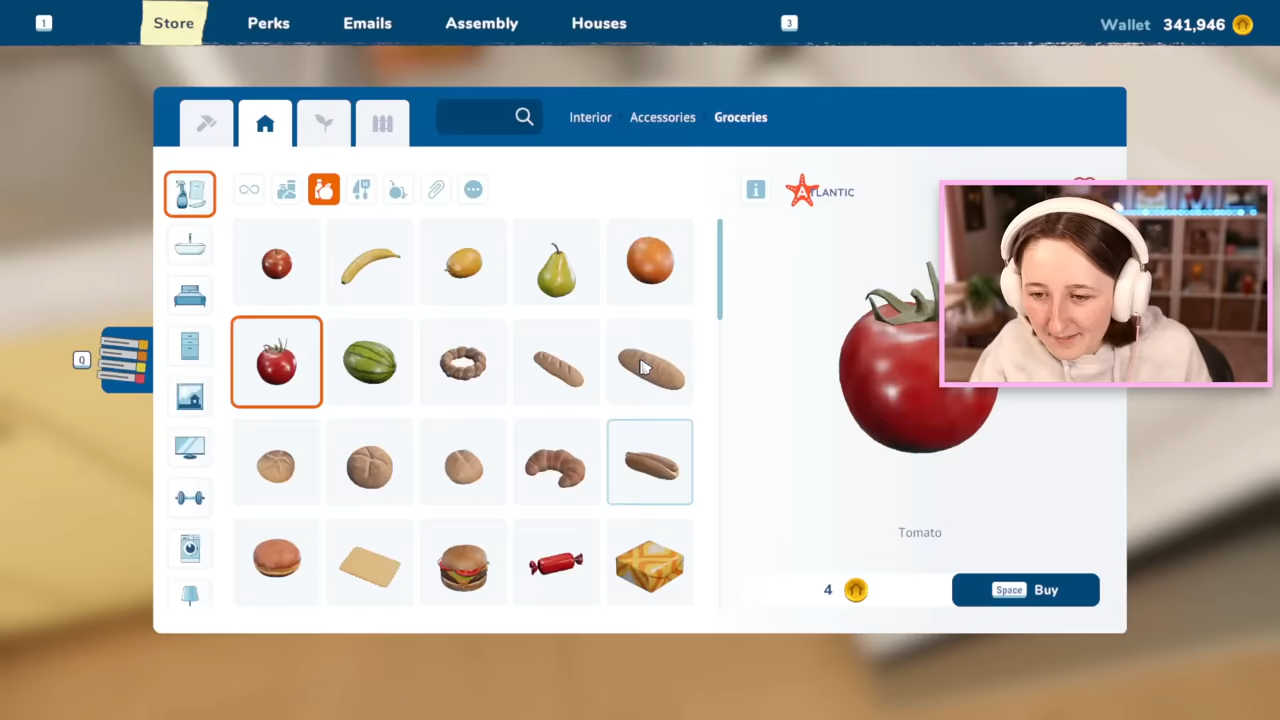 1
Store
Perks
Emails
Assembly
Houses
3
Wallet 341,946
Interior
Accessories
Groceries
i
ATLANTIC
Q
Tomato
4
Space Buy